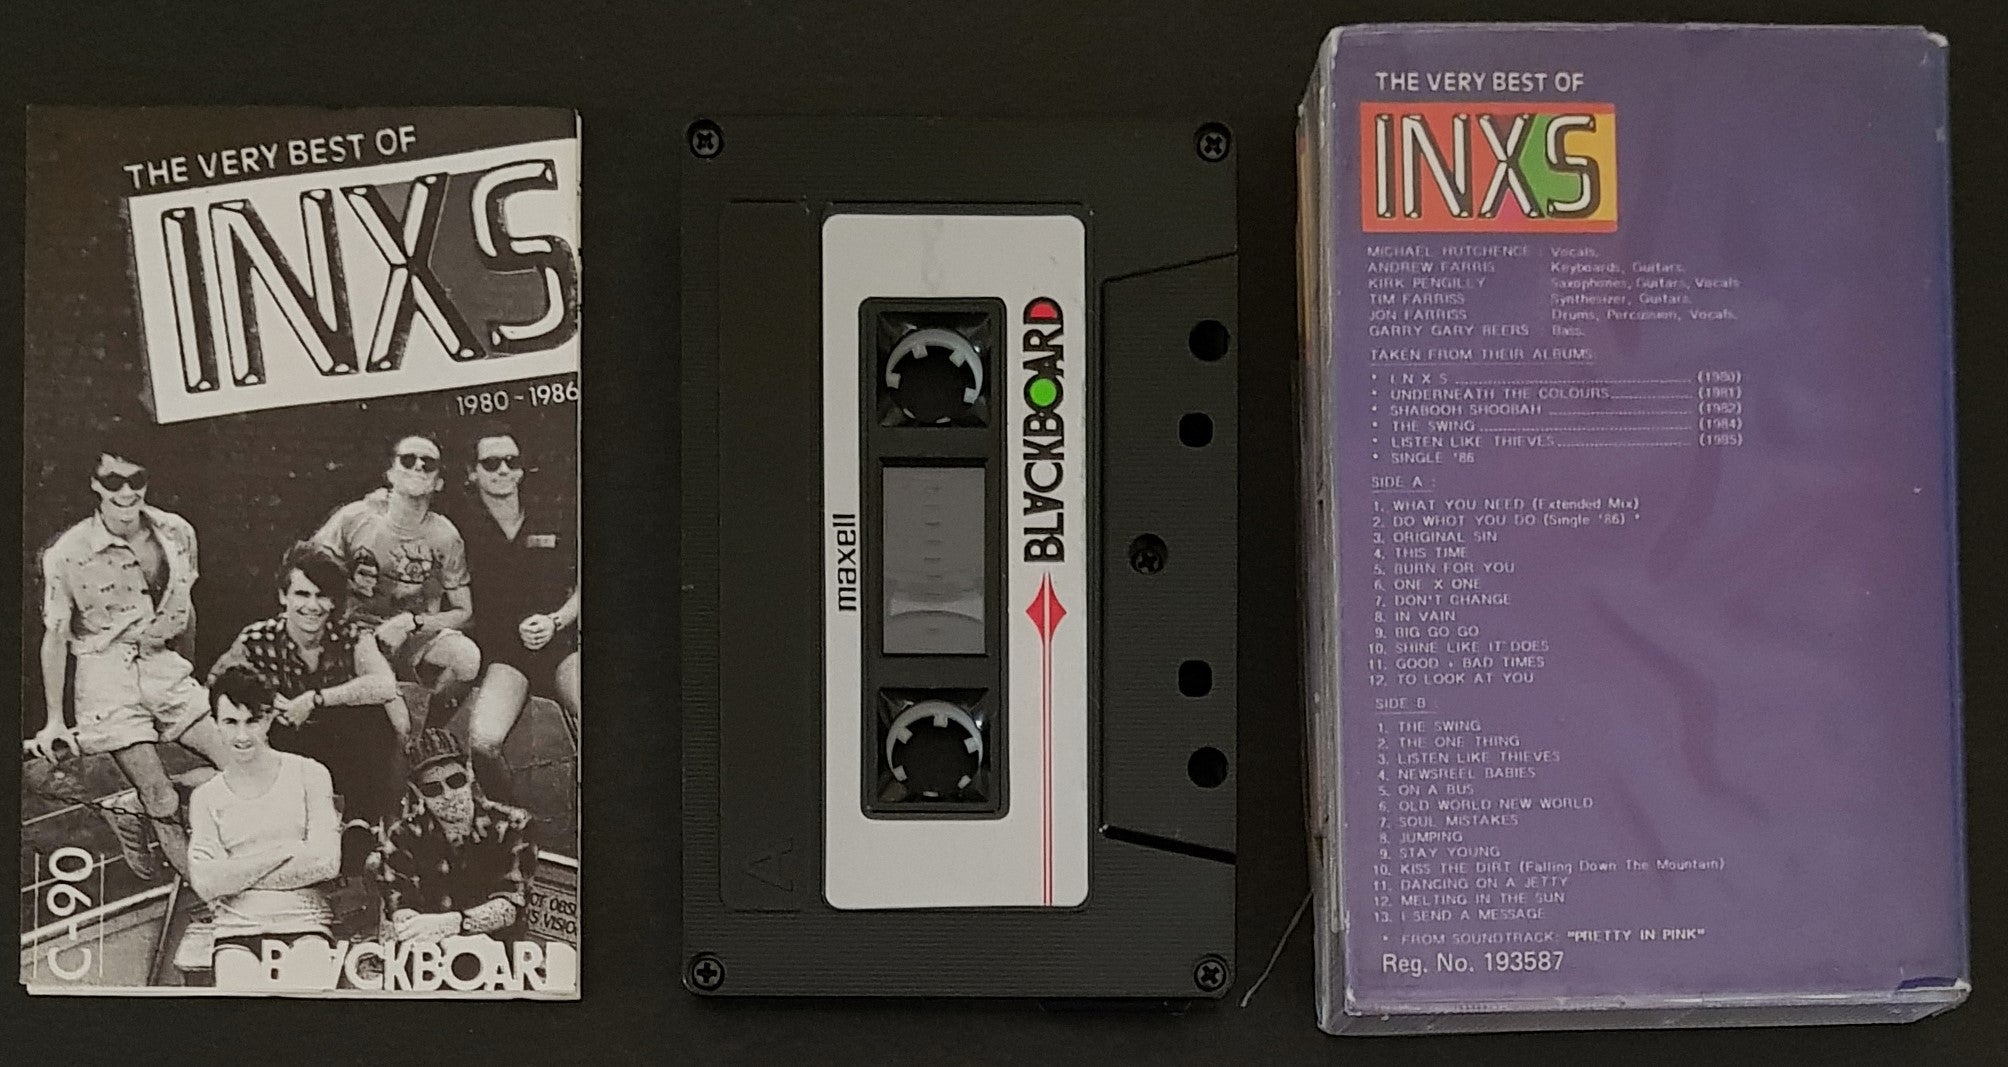 THE VERY BEST OF
INXS
1980 - 1986
C-90
BLACKBOARD
maxell
BLACKBOARD
A
THE VERY BEST OF
INXS
MICHAEL HUTCHENCE : Vocals.
ANDREW FARRIS Keyboards, Guitars.
KIRK PENGILLY Saxophones, Guitars, Vocals
TIM FARRISS Synthesizer, Guitars.
JON FARRISS Drums, Percussion, Vocals.
GARRY GARY BEERS Bass.
TAKEN FROM THEIR ALBUMS:
* I N X S (1980)
* UNDERNEATH THE COLOURS (1981)
* SHABOOH SHOOBAH (1982)
* THE SWING (1984)
* LISTEN LIKE THIEVES (1985)
* SINGLE '86
SIDE A :
1. WHAT YOU NEED (Extended Mix)
2. DO WHOT YOU DO (Single '86) *
3. ORIGINAL SIN
4. THIS TIME
5. BURN FOR YOU
6. ONE X ONE
7. DON'T CHANGE
8. IN VAIN
9. BIG GO GO
10. SHINE LIKE IT DOES
11. GOOD + BAD TIMES
12. TO LOOK AT YOU
SIDE B :
1. THE SWING
2. THE ONE THING
3. LISTEN LIKE THIEVES
4. NEWSREEL BABIES
5. ON A BUS
6. OLD WORLD NEW WORLD
7. SOUL MISTAKES
8. JUMPING
9. STAY YOUNG
10. KISS THE DIRT (Falling Down The Mountain)
11. DANCING ON A JETTY
12. MELTING IN THE SUN
13. I SEND A MESSAGE
* FROM SOUNDTRACK: "PRETTY IN PINK"
Reg. No. 193587